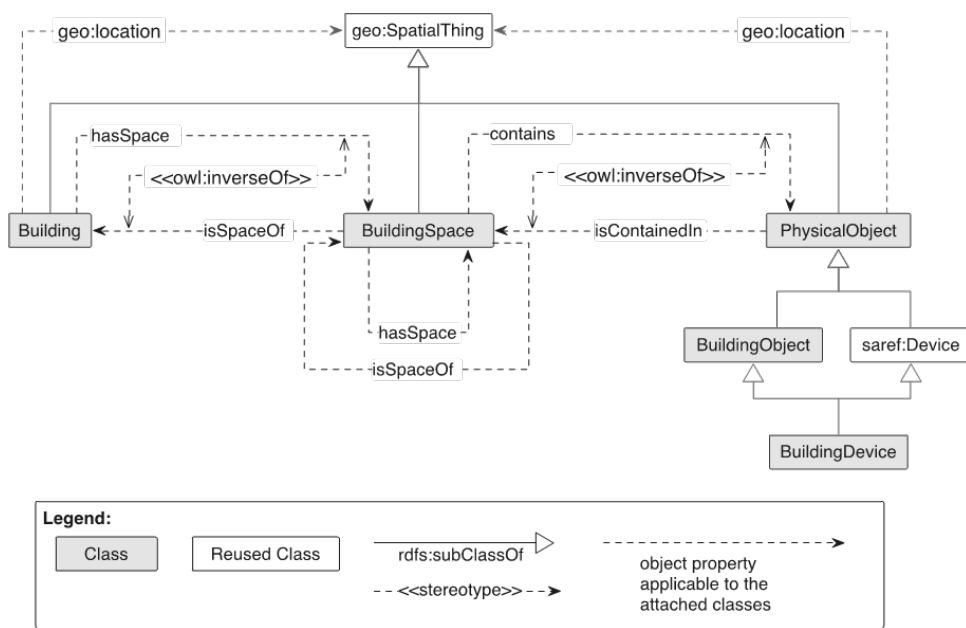 geo:location
geo:SpatialThing
geo:location
hasSpace
contains
<<owl:inverseOf>>
<<owl:inverseOf>>
Building
isSpaceOf
BuildingSpace
isContainedIn
PhysicalObject
hasSpace
isSpaceOf
BuildingObject
saref:Device
BuildingDevice
Legend:
Class
Reused Class
rdfs:subClassOf
<<stereotype>>
object property
applicable to the
attached classes